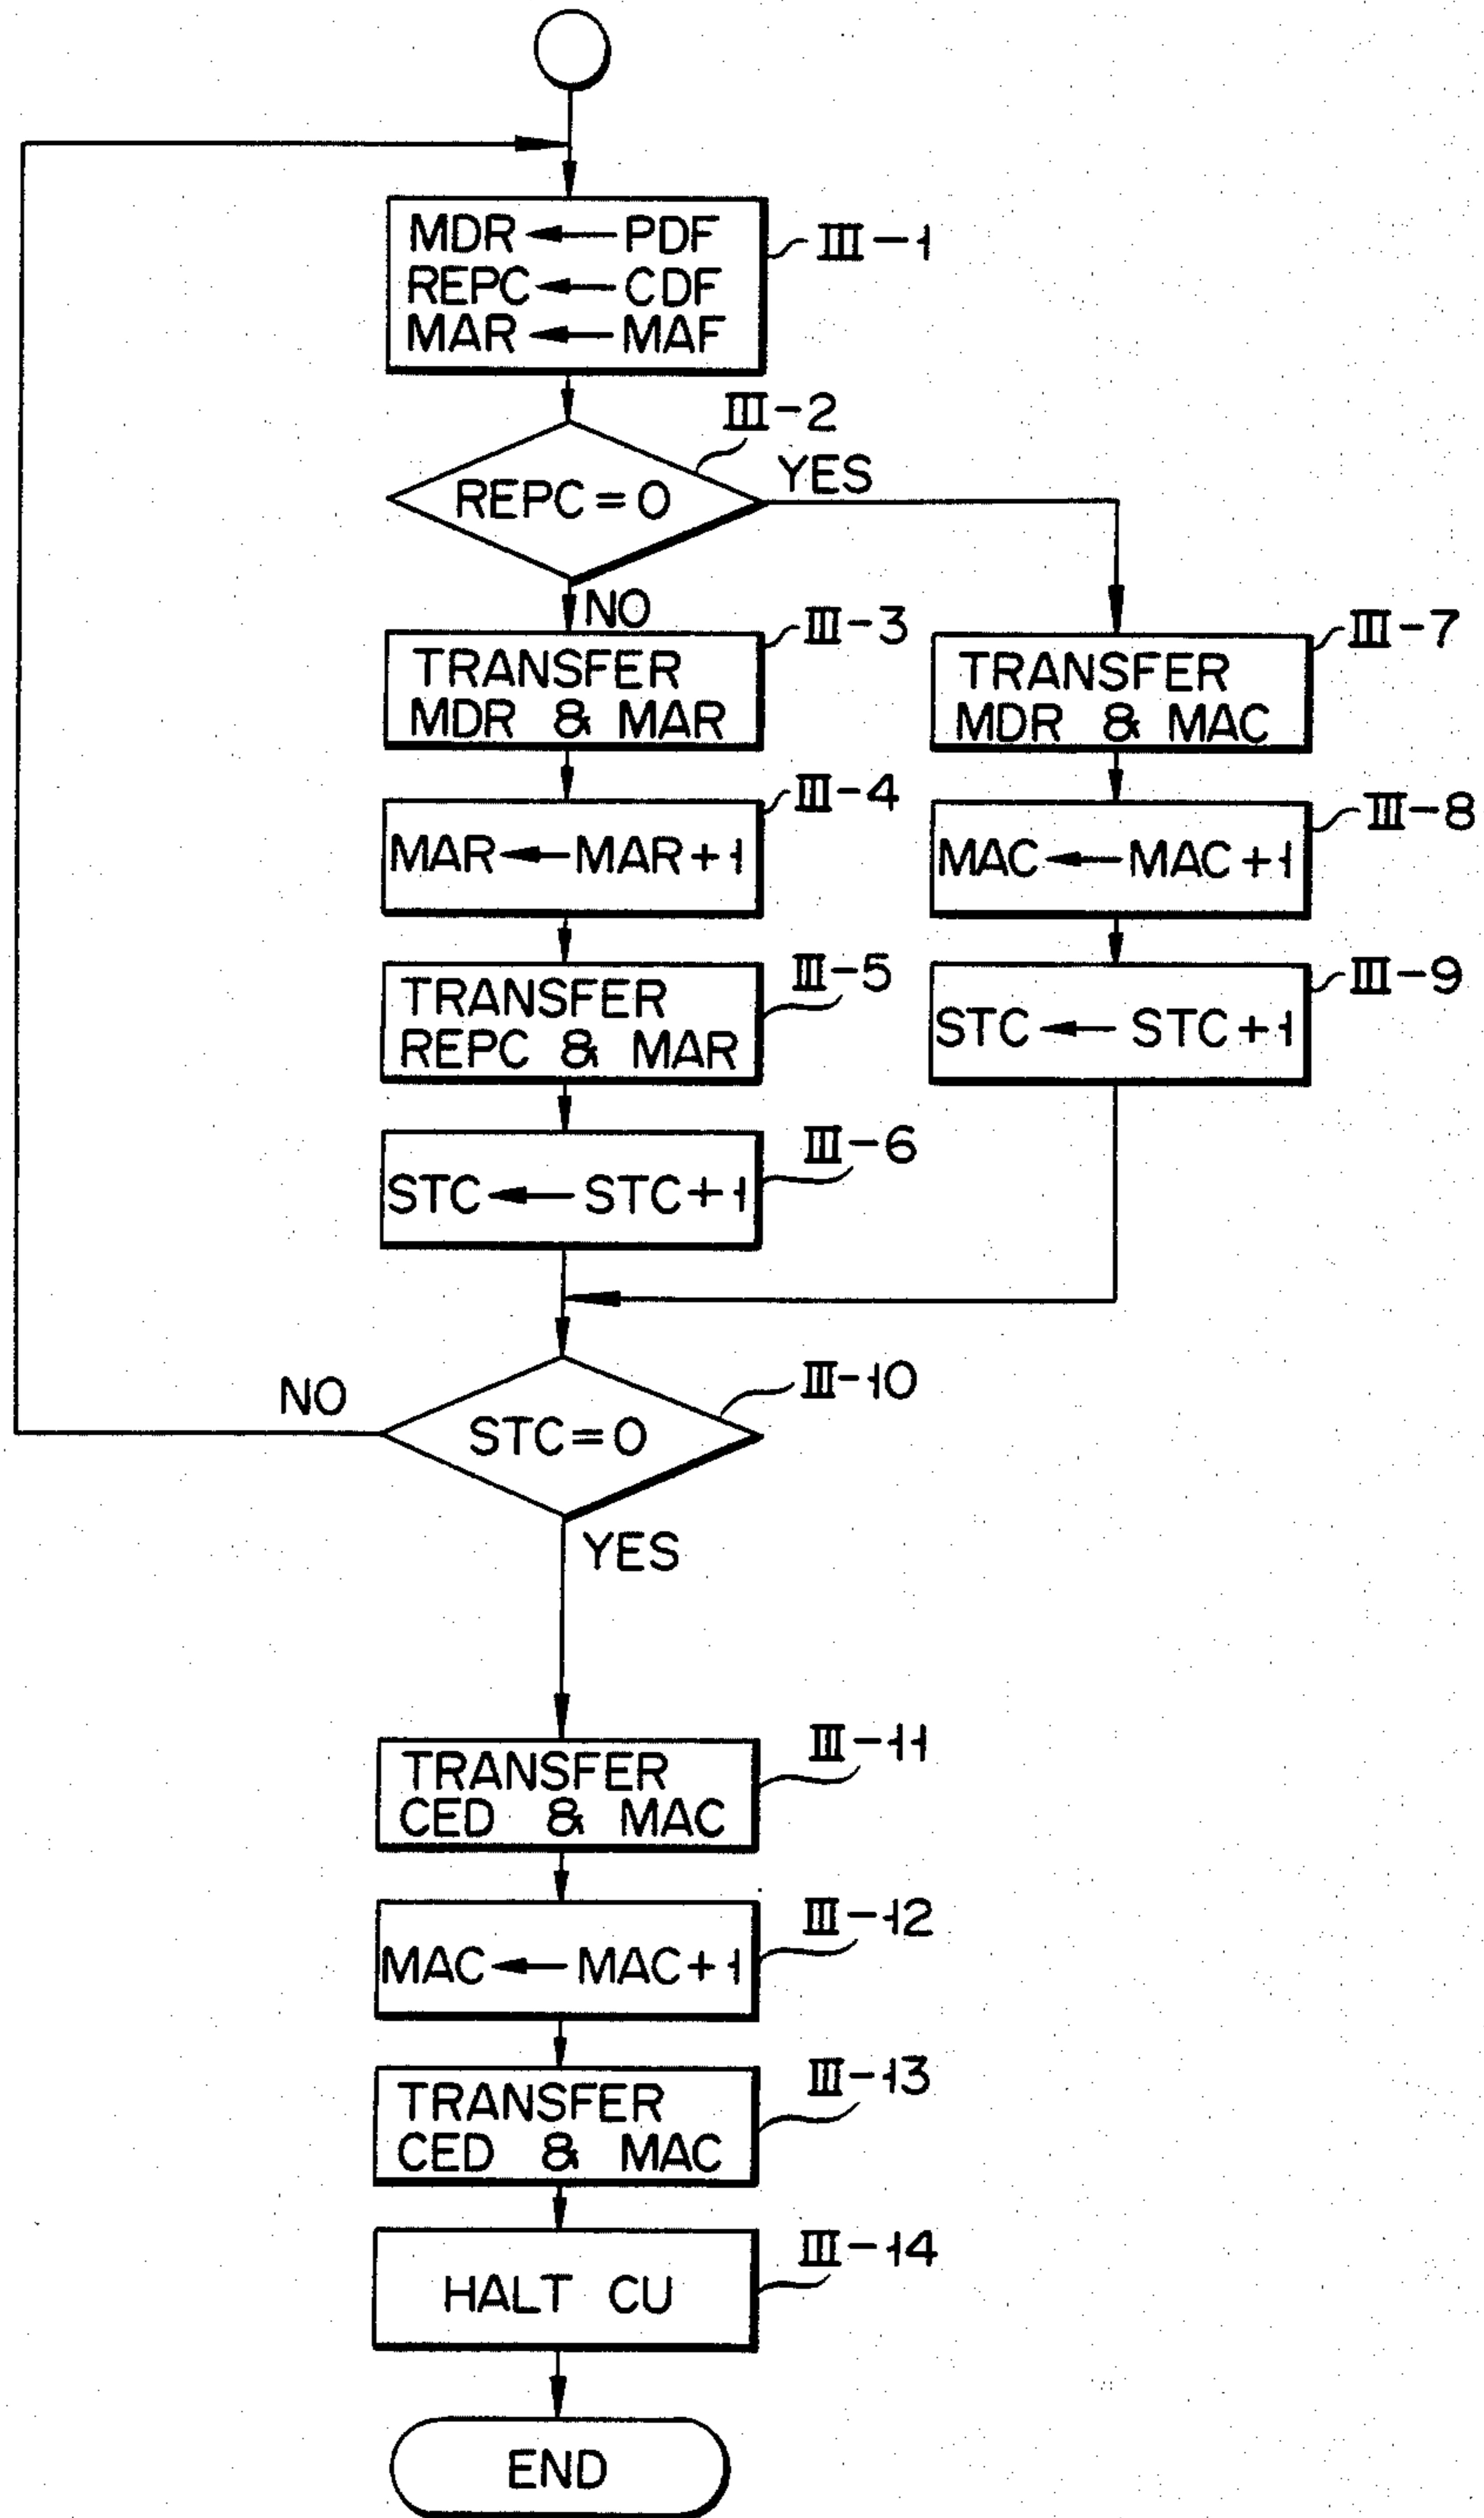 MDR ← PDF
III-1
REPC ← CDF
MAR ← MAF
III-2
REPC = 0
YES
NO
III-3
TRANSFER
MDR & MAR
III-7
TRANSFER
MDR & MAC
III-4
MAR ← MAR + 1
III-8
MAC ← MAC + 1
III-5
TRANSFER
REPC & MAR
III-9
STC ← STC + 1
III-6
STC ← STC + 1
III-10
NO
STC = 0
YES
III-11
TRANSFER
CED & MAC
III-12
MAC ← MAC + 1
III-13
TRANSFER
CED & MAC
III-14
HALT CU
END